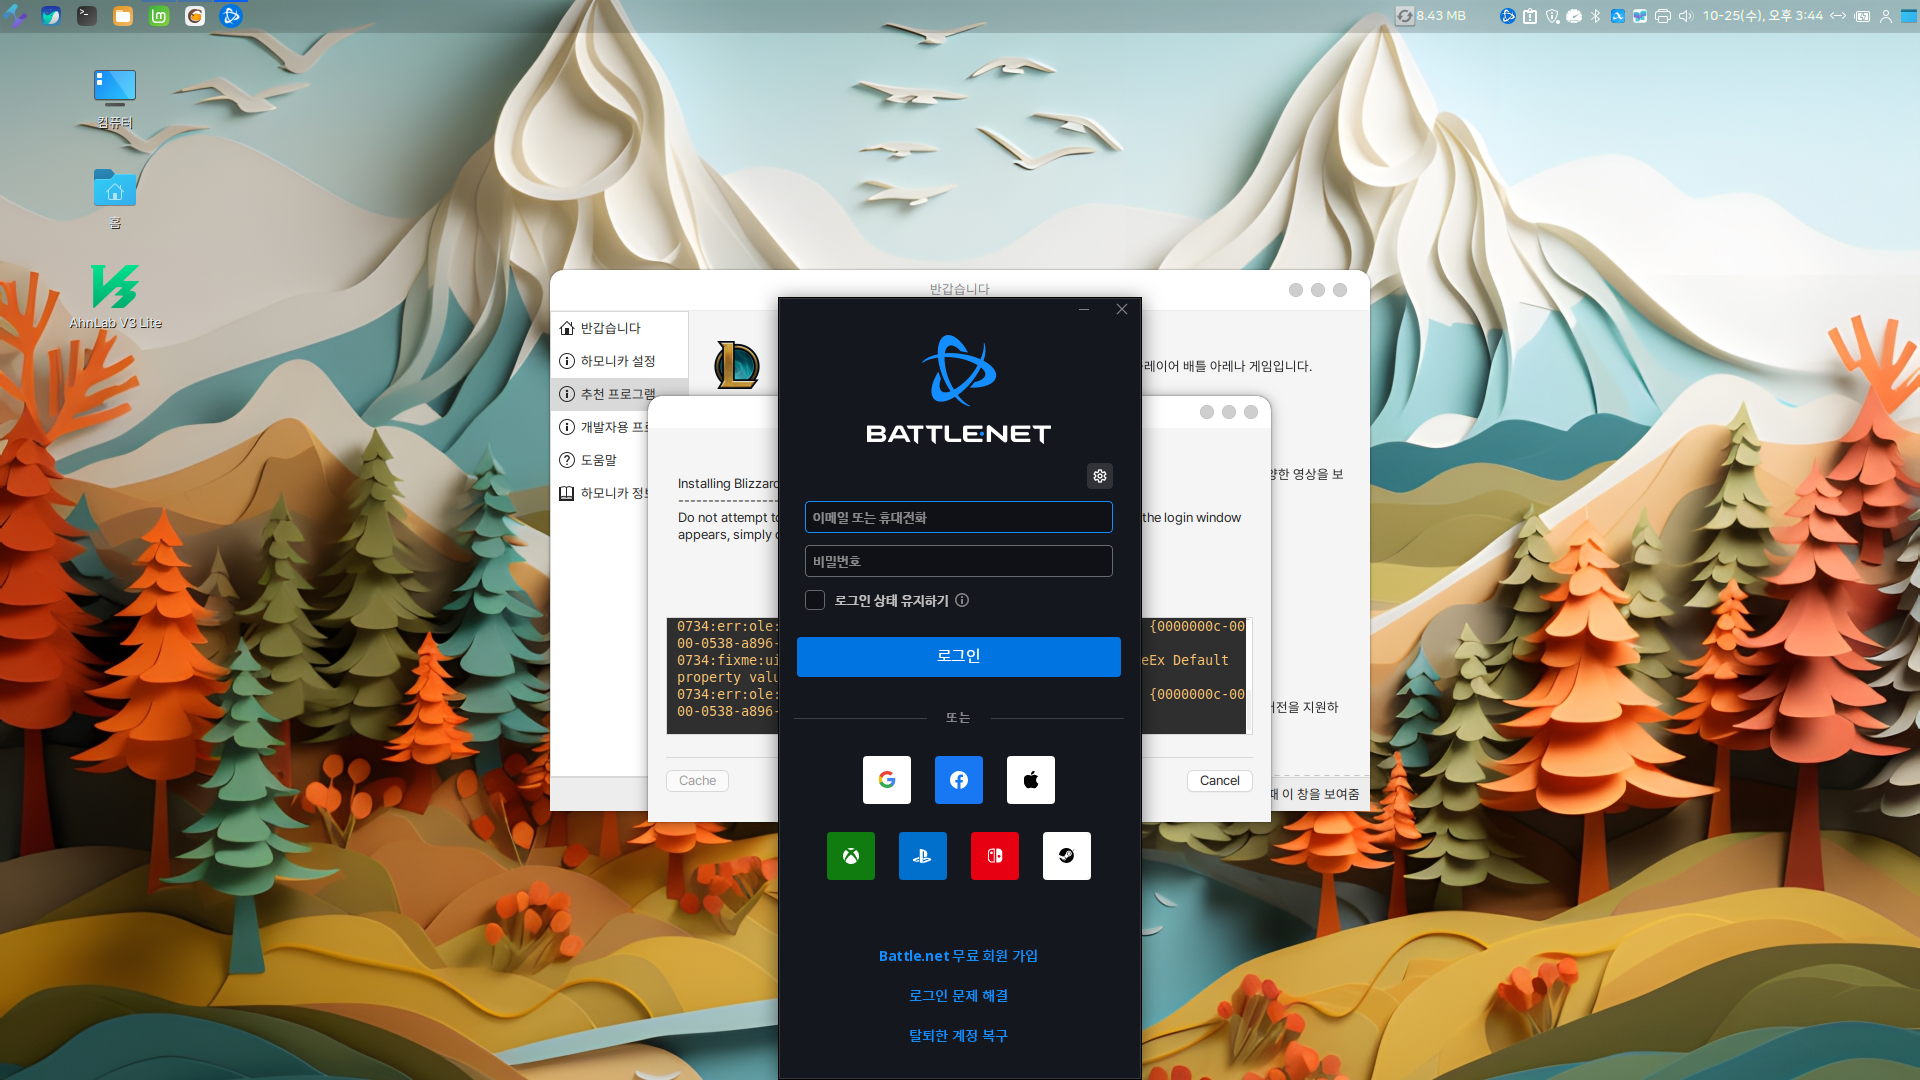 8.43 MB
10-25(수), 오후 3:44
컴퓨터
홈
AhnLab V3 Lite
반갑습니다
반갑습니다
하모니카 설정
추천 프로그램
개발자용 프로
도움말
하모니카 정보
레이어 배틀 아레나 게임입니다.
양한 영상을 보
버전을 지원하
때 이 창을 보여줌
Installing Blizzard
Do not attempt to
the login window
appears, simply
0734:err:ole:
{0000000c-00
00-0538-a896-
0734:fixme:ui
eEx Default
property valu
0734:err:ole:
{0000000c-00
00-0538-a896-
Cache
Cancel
BATTLE.NET
이메일 또는 휴대전화
비밀번호
로그인 상태 유지하기
로그인
또는
Battle.net 무료 회원 가입
로그인 문제 해결
탈퇴한 계정 복구